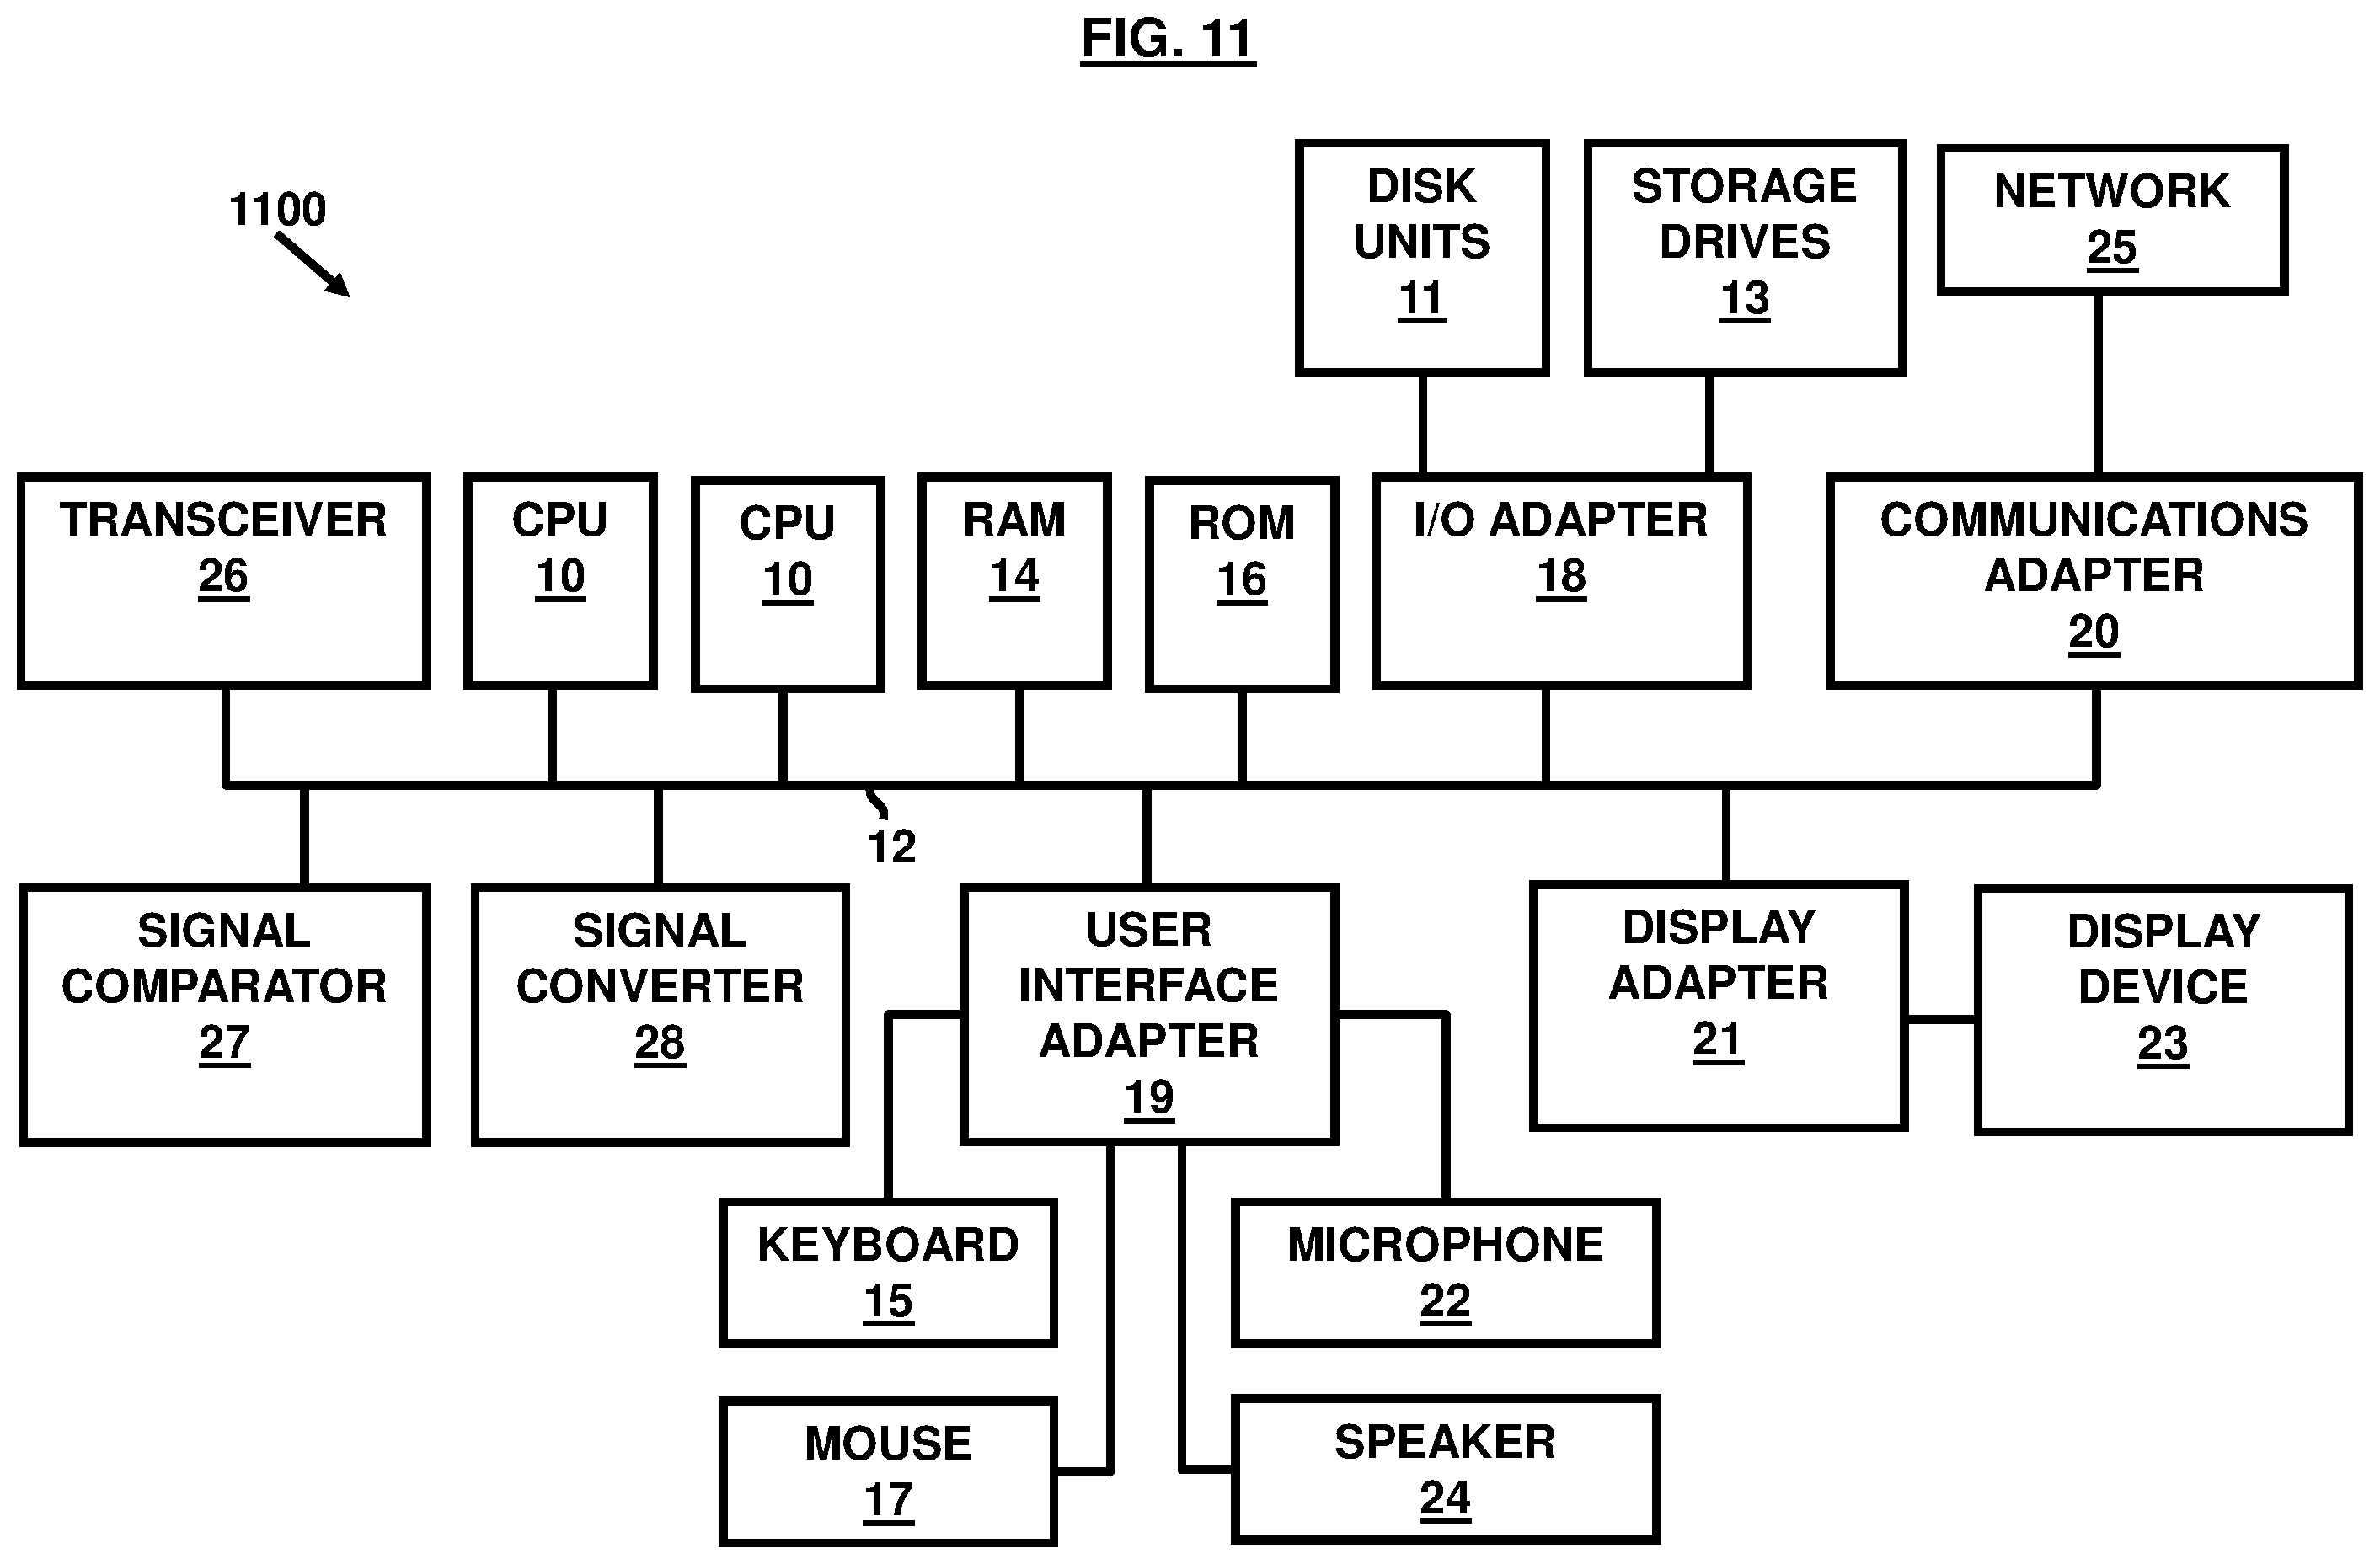 FIG. 11
1100
DISK
UNITS
11
STORAGE
DRIVES
13
NETWORK
25
TRANSCEIVER
26
CPU
10
CPU
10
RAM
14
ROM
16
I/O ADAPTER
18
COMMUNICATIONS
ADAPTER
20
12
SIGNAL
COMPARATOR
27
SIGNAL
CONVERTER
28
USER
INTERFACE
ADAPTER
19
DISPLAY
ADAPTER
21
DISPLAY
DEVICE
23
KEYBOARD
15
MICROPHONE
22
MOUSE
17
SPEAKER
24